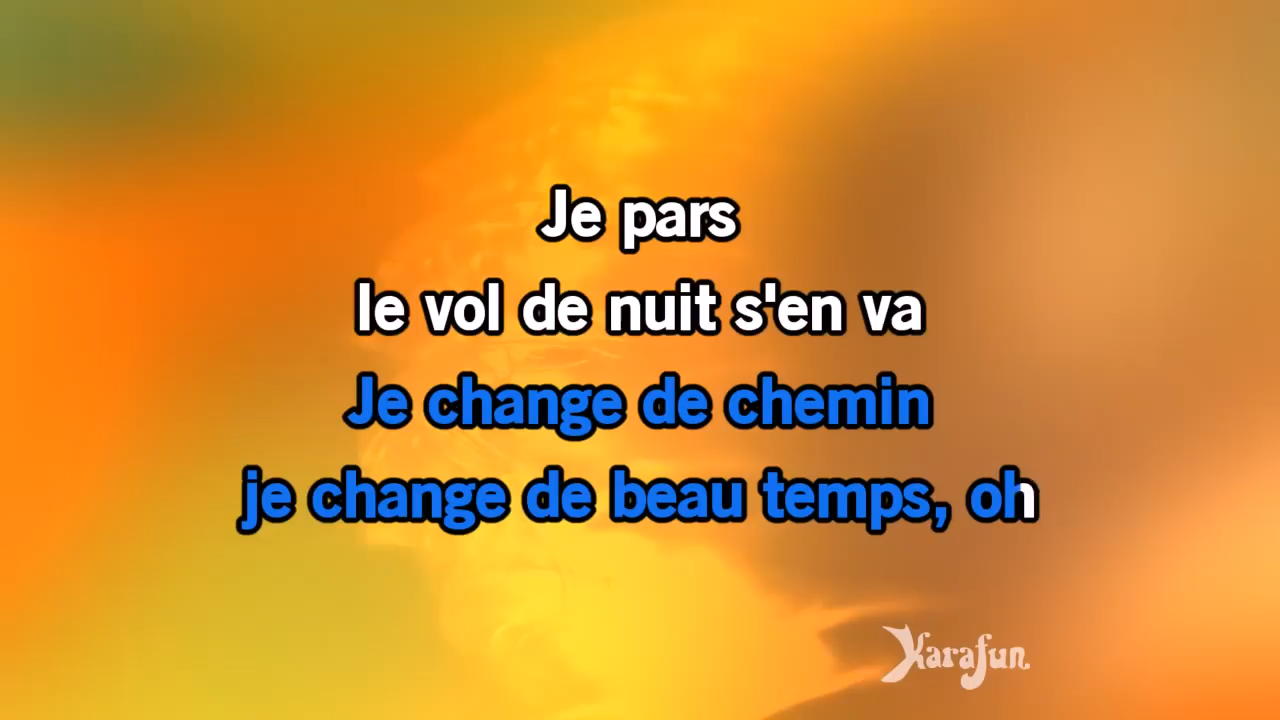 Je pars
le vol de nuit s'en va
Je change de chemin
je change de beau temps, oh
Karafun